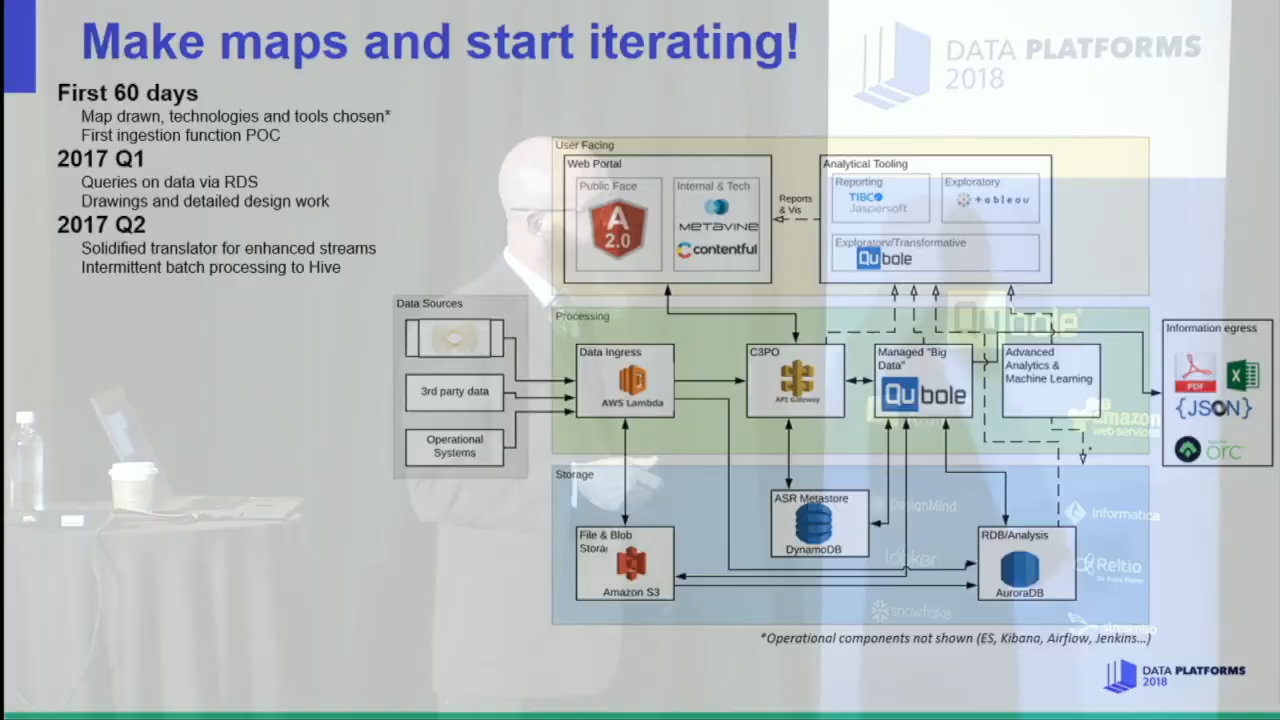 Make maps and start iterating!
DATA PLATFORMS
2018
First 60 days
Map drawn, technologies and tools chosen*
First ingestion function POC
2017 Q1
Queries on data via RDS
Drawings and detailed design work
2017 Q2
Solidified translator for enhanced streams
Intermittent batch processing to Hive
User Facing
Web Portal
Public Face
A
2.0
Internal & Tech
METAVINE
contentful
Reports
& Vis
Analytical Tooling
Reporting
TIBCO
Jaspersoft
Exploratory
+ableau
Exploratory/Transformative
Qubole
Data Sources
3rd party data
Operational
Systems
Processing
Data Ingress
AWS Lambda
C3PO
API Gateway
Managed "Big
Data"
Qubole
Advanced
Analytics &
Machine Learning
Qubole
amazon
web services
Information egress
PDF
X
{JSON}
orc
Storage
File & Blob
Amazon S3
ASR Metastore
DynamoDB
RDB/Analysis
AuroraDB
DesignMind
looker
snowflake
Informatica
Reltio
*Operational components not shown (ES, Kibana, Airflow, Jenkins...)
DATA PLATFORMS
2018